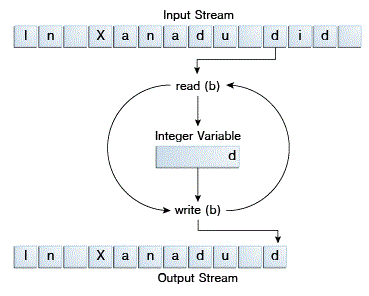 Input Stream
I n X a n a d u d i d
read (b)
Integer Variable
d
write (b)
I n X a n a d u d
Output Stream